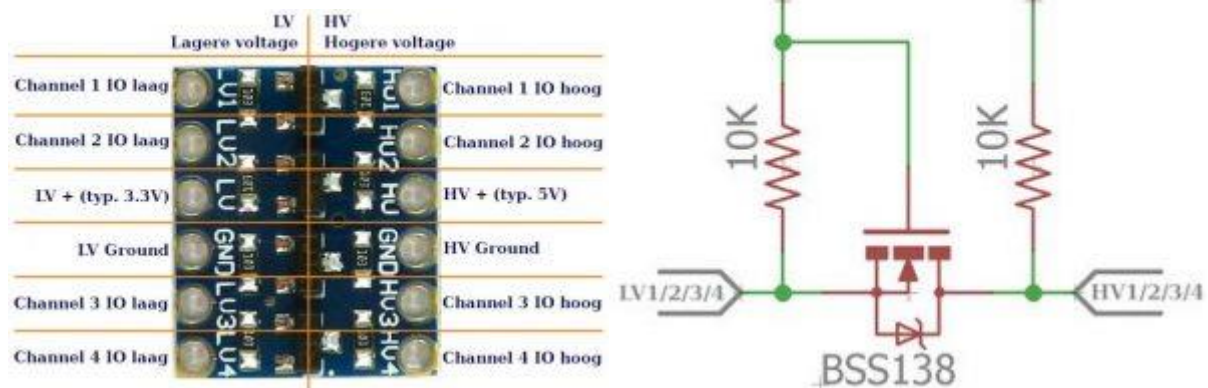 LV HV
Lagere voltage Hogere voltage
Channel 1 IO laag LV1 HV1 Channel 1 IO hoog
Channel 2 IO laag LV2 HV2 Channel 2 IO hoog
LV + (typ. 3.3V) LV HV HV + (typ. 5V)
LV Ground GND GND HV Ground
Channel 3 IO laag LV3 HV3 Channel 3 IO hoog
Channel 4 IO laag LV4 HV4 Channel 4 IO hoog
10K 10K
LV1/2/3/4 HV1/2/3/4
BSS138